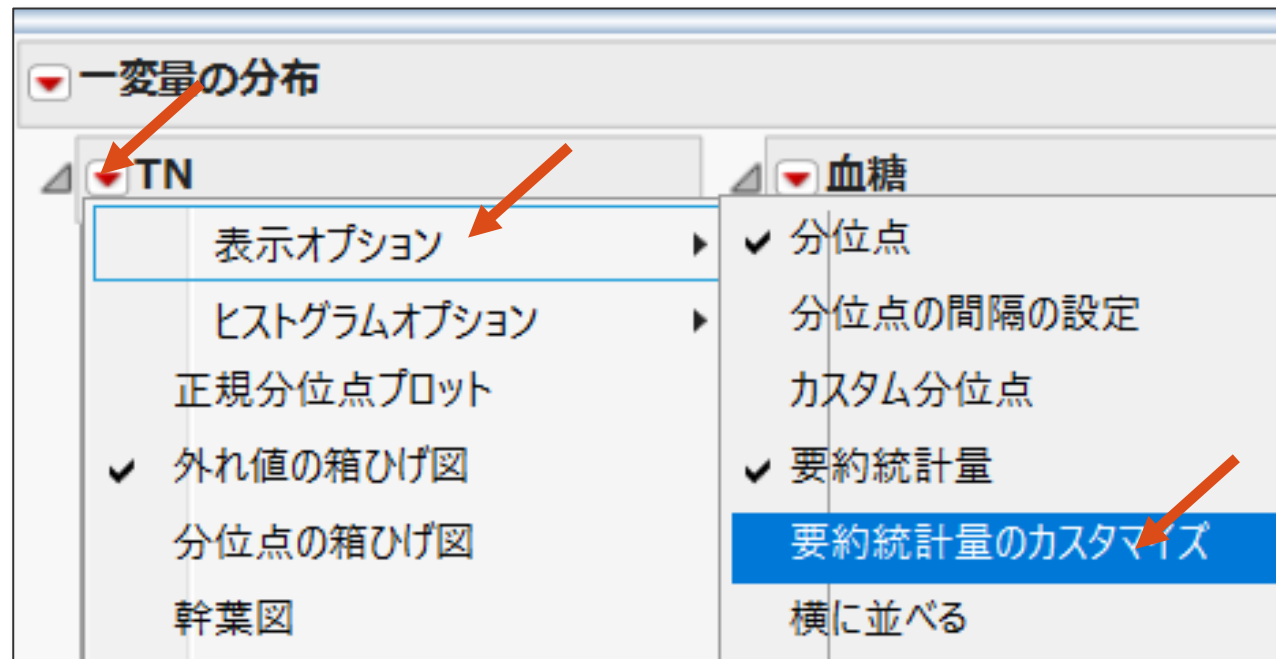 一変量の分布
TN
血糖
表示オプション
ヒストグラムオプション
正規分位点プロット
外れ値の箱ひげ図
分位点の箱ひげ図
幹葉図
分位点
分位点の間隔の設定
カスタム分位点
要約統計量
要約統計量のカスタマイズ
横に並べる